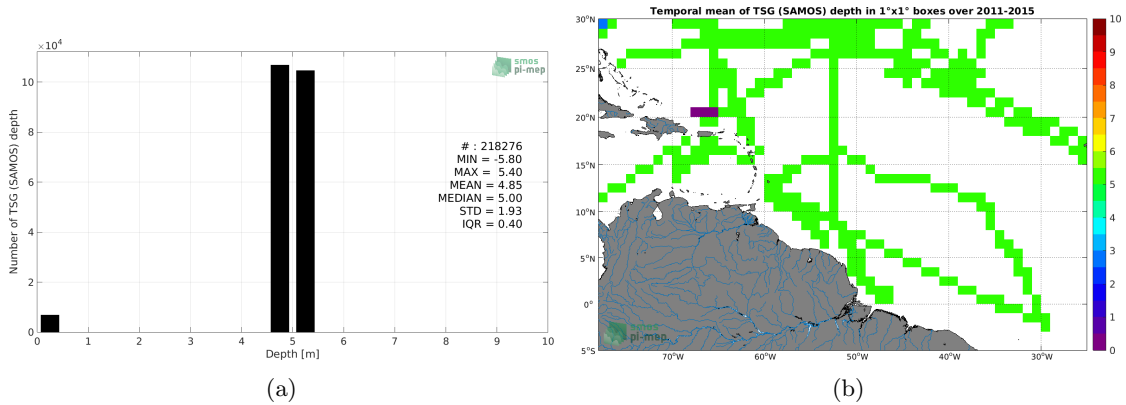 ×10⁴
10
8
6
4
2
0
Number of TSG (SAMOS) depth
0 1 2 3 4 5 6 7 8 9 10
Depth [m]
smos
pi-mep
# : 218276
MIN = -5.80
MAX = 5.40
MEAN = 4.85
MEDIAN = 5.00
STD = 1.93
IQR = 0.40
(a)
Temporal mean of TSG (SAMOS) depth in 1°x1° boxes over 2011-2015
30°N
25°N
20°N
15°N
10°N
5°N
0°
5°S
70°W 60°W 50°W 40°W 30°W
smos
pi-mep
10
9
8
7
6
5
4
3
2
1
0
(b)